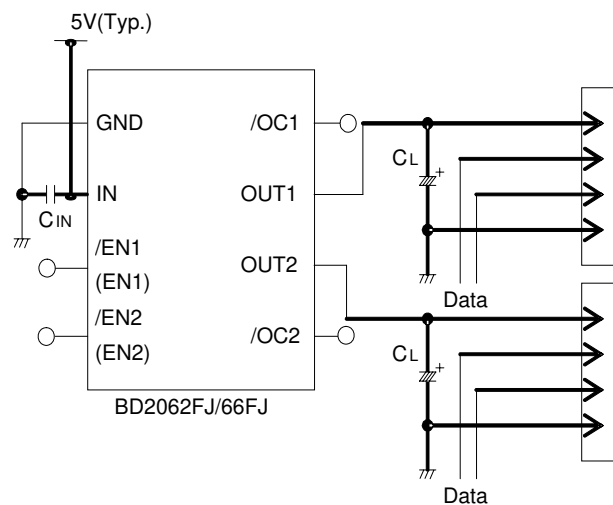 5V(Typ.)
GND
/OC1
CL
+
IN
OUT1
CIN
/EN1
(EN1)
OUT2
Data
/EN2
(EN2)
/OC2
CL
+
BD2062FJ/66FJ
Data